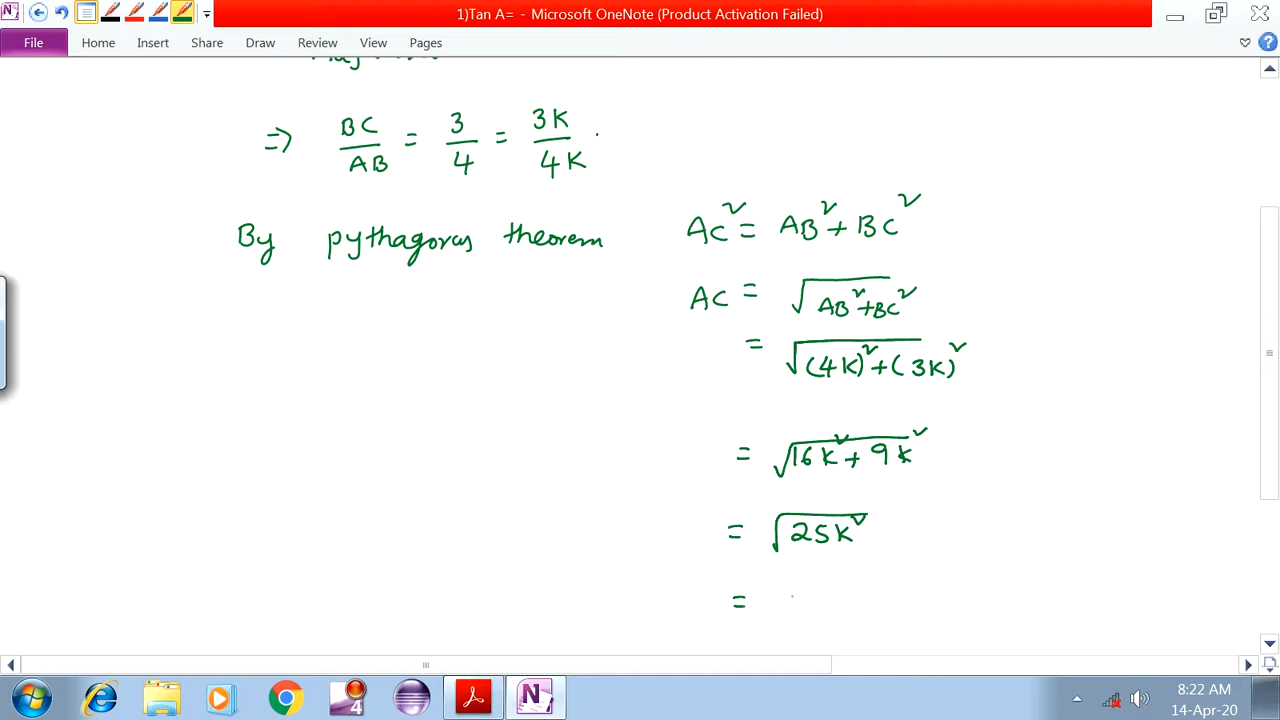 1)Tan A= - Microsoft OneNote (Product Activation Failed)
File Home Insert Share Draw Review View Pages
⇒ BC/AB = 3/4 = 3K/4K .
By pythagoras theorem AC² = AB² + BC²
AC = √AB²+BC²
= √(4K)²+(3K)²
= √16K²+ 9K²
= √25K²
=
4
8:22 AM
14-Apr-20